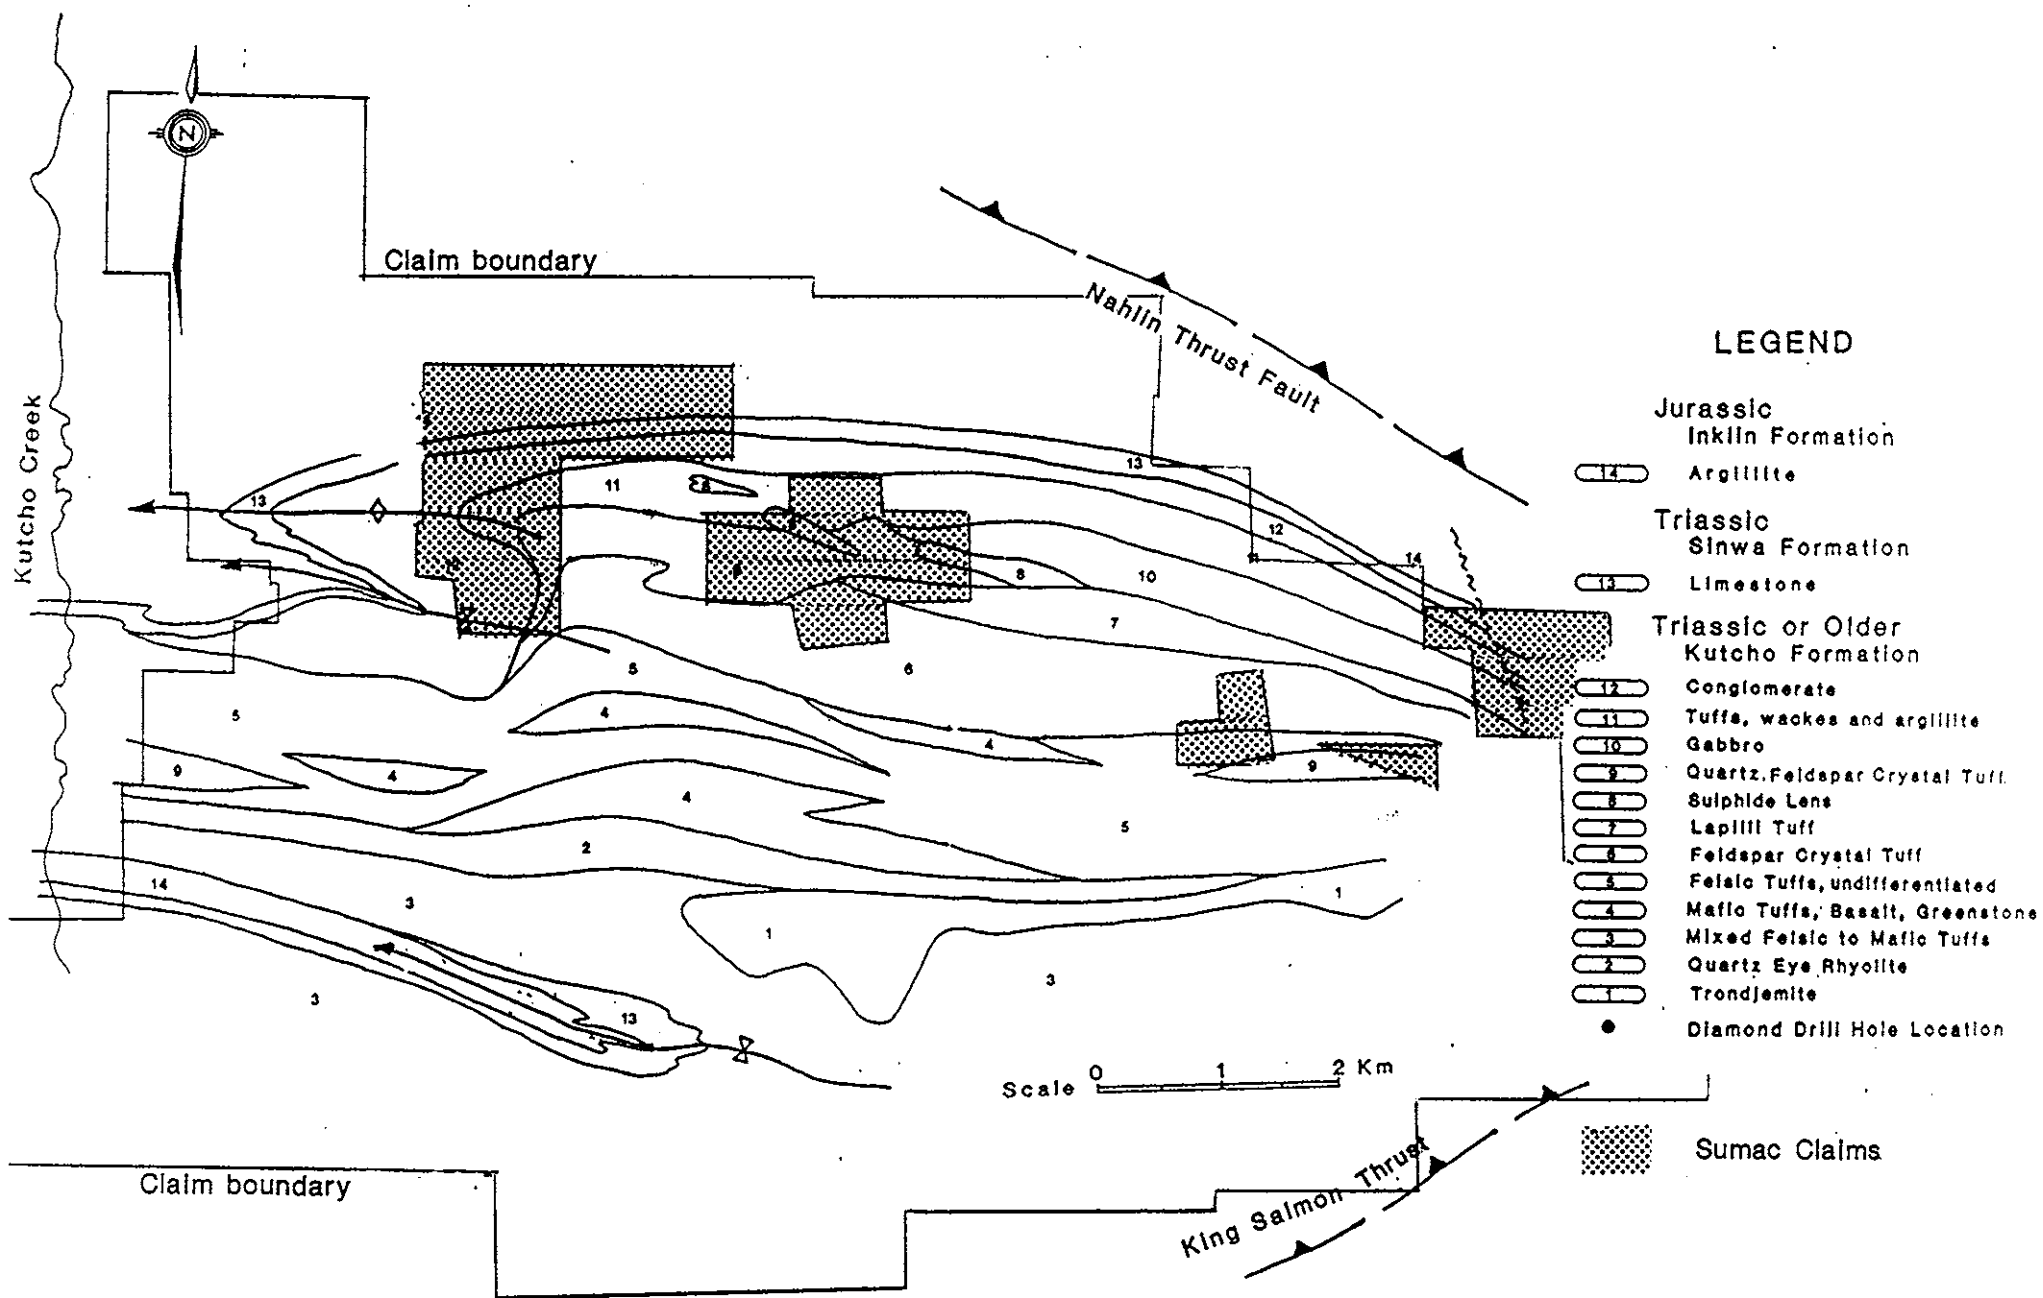 N
Claim boundary
Nahlin Thrust Fault
Kutcho Creek
LEGEND
Jurassic
Inklin Formation
14 Argillite
Triassic
Sinwa Formation
13 Limestone
Triassic or Older
Kutcho Formation
12 Conglomerate
11 Tuffs, wackes and argillite
10 Gabbro
9 Quartz, Feldspar Crystal Tuff
8 Sulphide Lens
7 Lapilli Tuff
6 Feldspar Crystal Tuff
5 Felsic Tuffs, undifferentiated
4 Mafic Tuffs, Basalt, Greenstone
3 Mixed Felsic to Mafic Tuffs
2 Quartz Eye Rhyolite
1 Trondjemite
Diamond Drill Hole Location
Sumac Claims
13
13
11
12
14
8
10
7
6
5
5
4
4
9
4
9
4
5
2
1
14
3
1
3
3
13
Scale 0 1 2 Km
King Salmon Thrust
Claim boundary